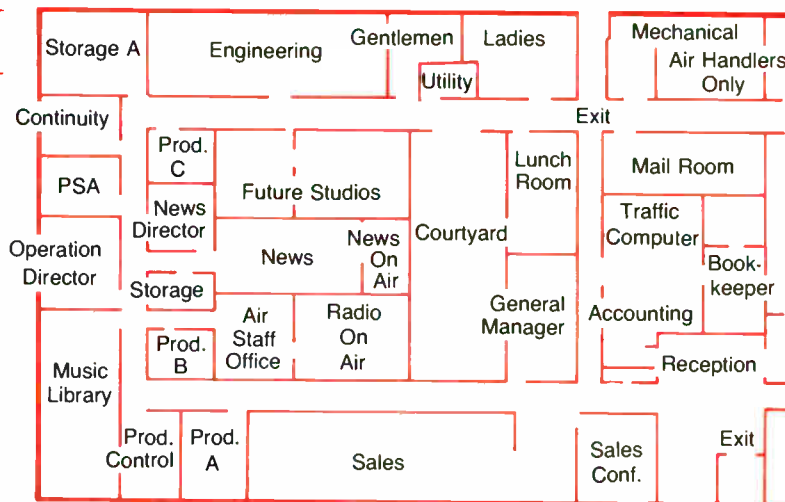 Storage A
Engineering
Gentlemen
Ladies
Utility
Mechanical
Air Handlers
Only
Continuity
Exit
Prod.
C
Lunch
Room
Mail Room
PSA
Future Studios
News
Director
Traffic
Computer
Operation
Director
News
News
On
Air
Courtyard
Book-
keeper
Storage
Air
Staff
Office
Radio
On
Air
General
Manager
Accounting
Prod.
B
Reception
Music
Library
Prod.
Control
Prod.
A
Sales
Sales
Conf.
Exit